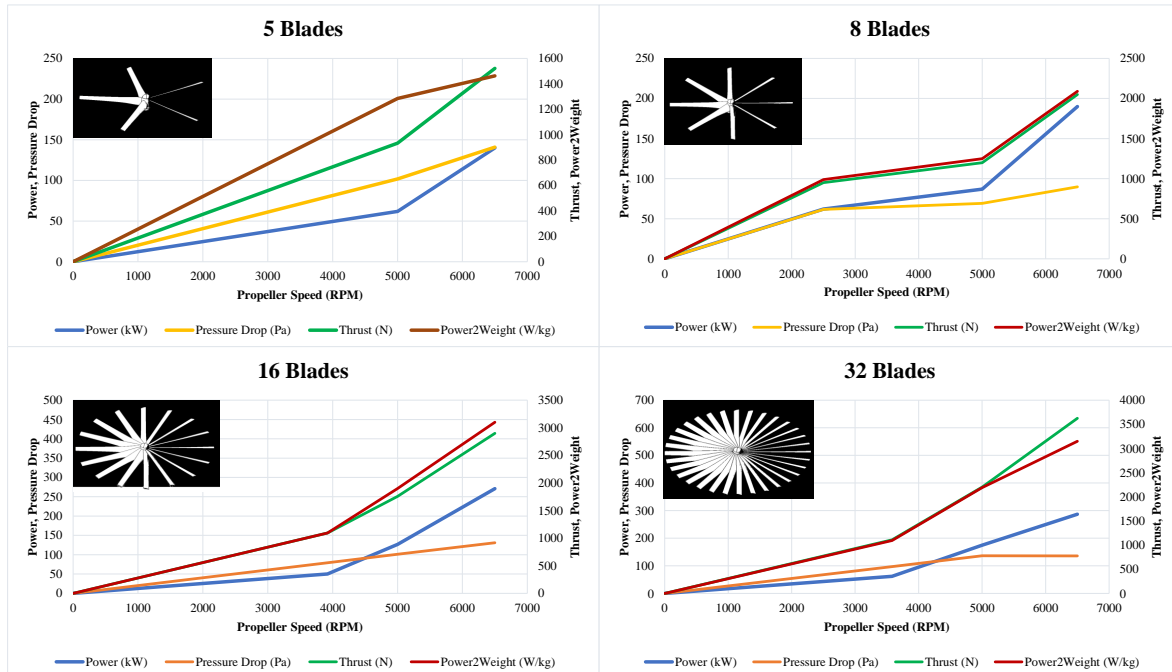 5 Blades
250
200
150
100
50
0
1600
1400
1200
1000
800
600
400
200
0
0 1000 2000 3000 4000 5000 6000 7000
Power, Pressure Drop
Thrust, Power2Weight
Propeller Speed (RPM)
Power (kW) Pressure Drop (Pa) Thrust (N) Power2Weight (W/kg)
8 Blades
250
200
150
100
50
0
2500
2000
1500
1000
500
0
0 1000 2000 3000 4000 5000 6000 7000
Power, Pressure Drop
Thrust, Power2Weight
Propeller Speed (RPM)
Power (kW) Pressure Drop (Pa) Thrust (N) Power2Weight (W/kg)
16 Blades
500
450
400
350
300
250
200
150
100
50
0
3500
3000
2500
2000
1500
1000
500
0
0 1000 2000 3000 4000 5000 6000 7000
Power, Pressure Drop
Thrust, Power2Weight
Propeller Speed (RPM)
Power (kW) Pressure Drop (Pa) Thrust (N) Power2Weight (W/kg)
32 Blades
700
600
500
400
300
200
100
0
4000
3500
3000
2500
2000
1500
1000
500
0
0 1000 2000 3000 4000 5000 6000 7000
Power, Pressure Drop
Thrust, Power2Weight
Propeller Speed (RPM)
Power (kW) Pressure Drop (Pa) Thrust (N) Power2Weight (W/kg)